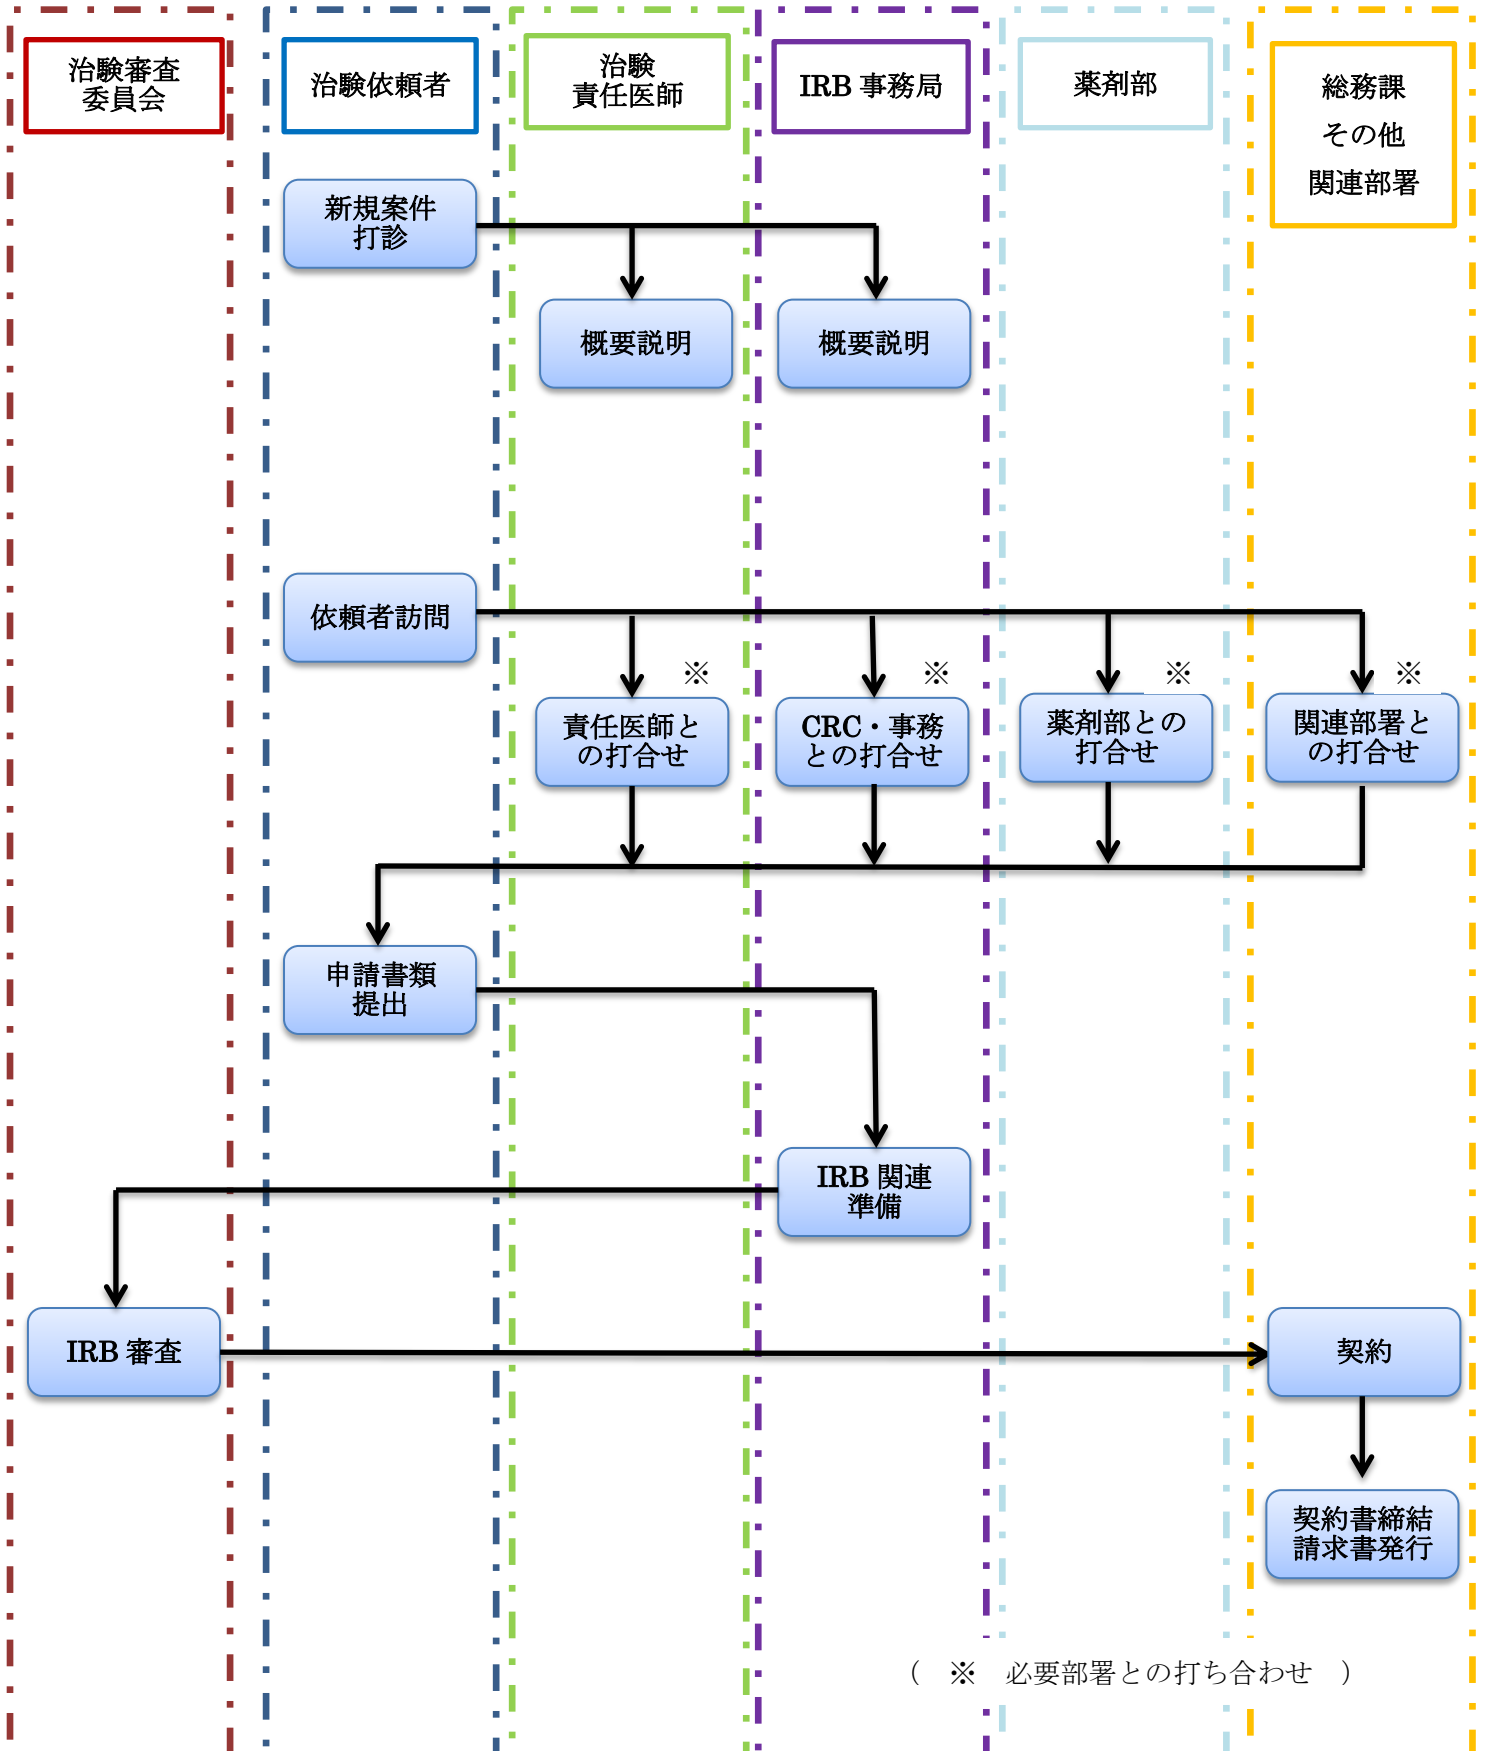 治験審査
委員会
治験依頼者
治験
責任医師
IRB 事務局
薬剤部
総務課
その他
関連部署
新規案件
打診
概要説明
概要説明
依頼者訪問
※
※
※
※
責任医師と
の打合せ
CRC・事務
との打合せ
薬剤部との
打合せ
関連部署と
の打合せ
申請書類
提出
IRB 関連
準備
IRB 審査
契約
契約書締結
請求書発行
（　※　必要部署との打ち合わせ　）